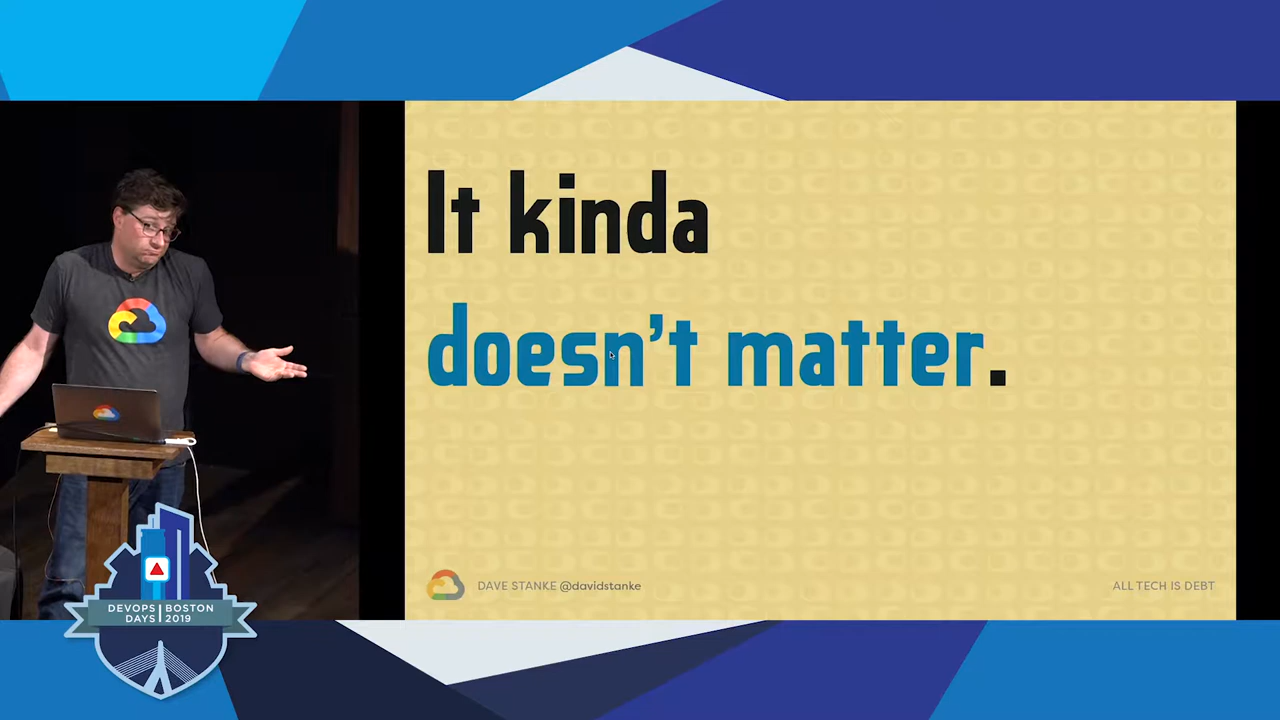 It kinda
doesn't matter.
DAVE STANKE @davidstanke
ALL TECH IS DEBT
DEVOPS BOSTON
DAYS 2019